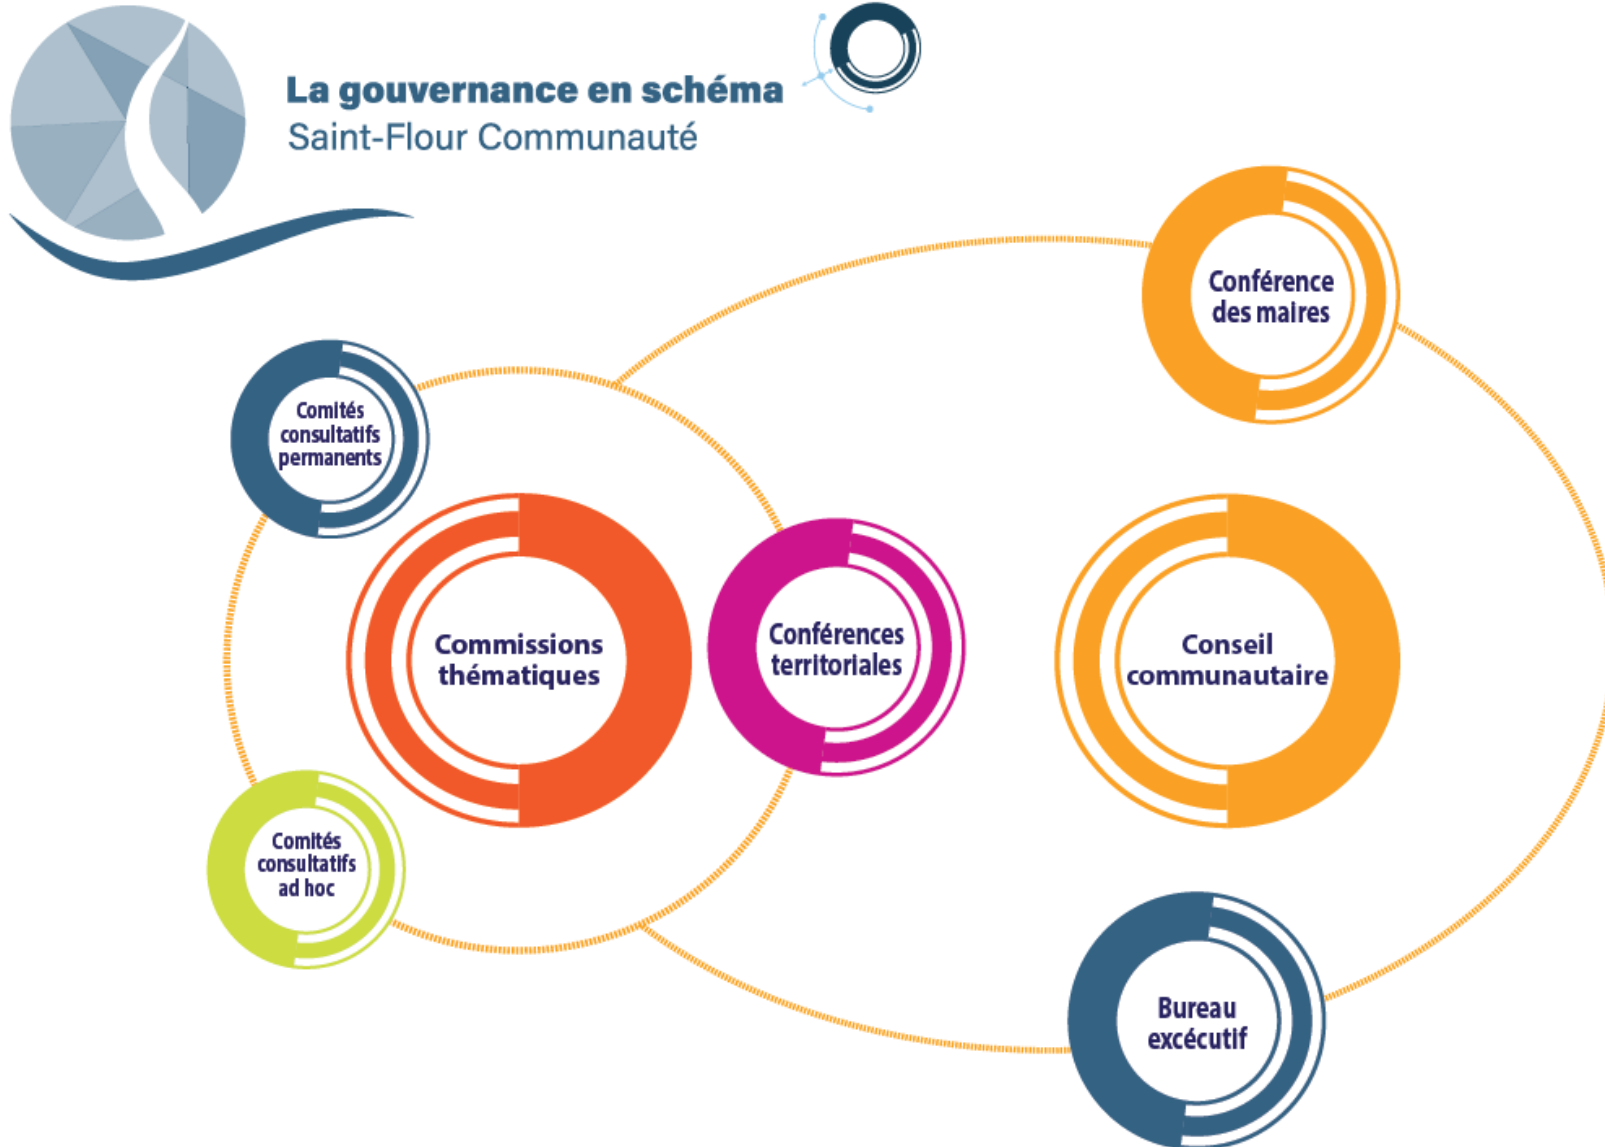 La gouvernance en schéma
Saint-Flour Communauté
Conférence
des maires
Comités
consultatifs
permanents
Commissions
thématiques
Conférences
territoriales
Conseil
communautaire
Comités
consultatifs
ad hoc
Bureau
excécutif